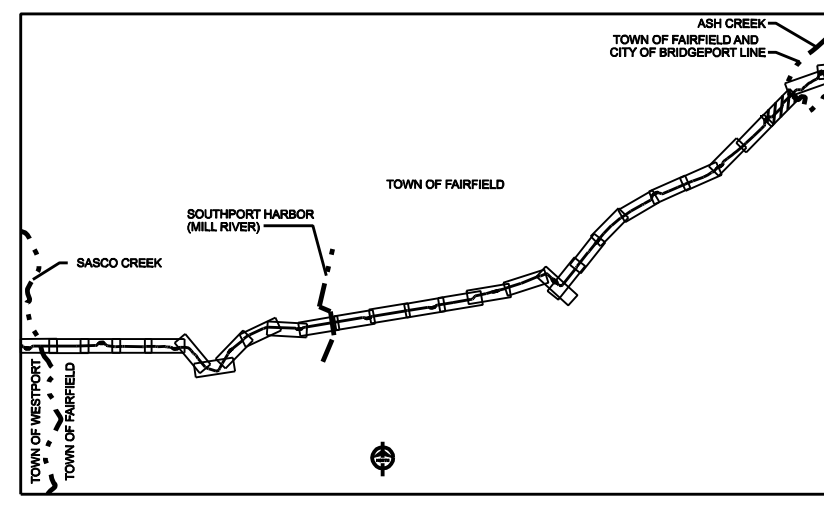 ASH CREEK
TOWN OF FAIRFIELD AND
CITY OF BRIDGEPORT LINE
TOWN OF FAIRFIELD
SOUTHPORT HARBOR
(MILL RIVER)
SASCO CREEK
TOWN OF WESTPORT
TOWN OF FAIRFIELD